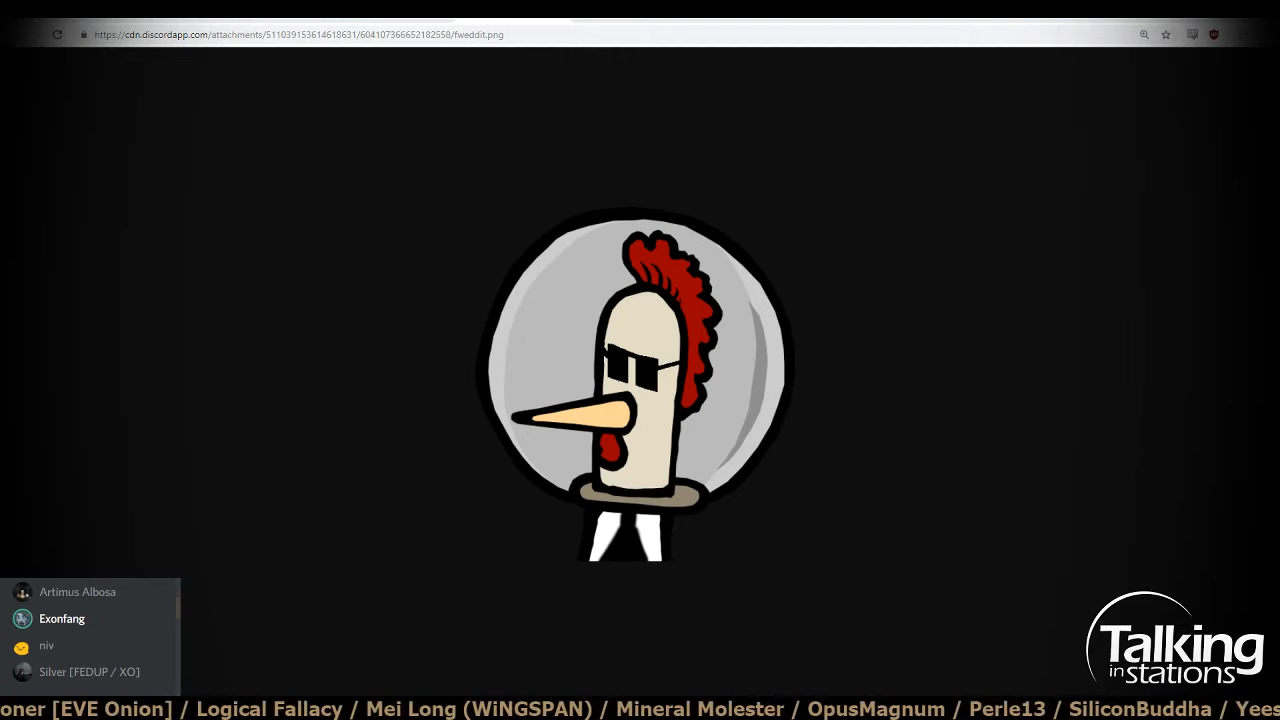 https://cdn.discordapp.com/attachments/511039153614618631/604107366652182558/fweddit.png
Artimus Albosa
Exonfang
niv
Silver [FEDUP / XO]
Talking
in stations
oner [EVE Onion] / Logical Fallacy / Mei Long (WiNGSPAN) / Mineral Molester / OpusMagnum / Perle13 / SiliconBuddha / Yees